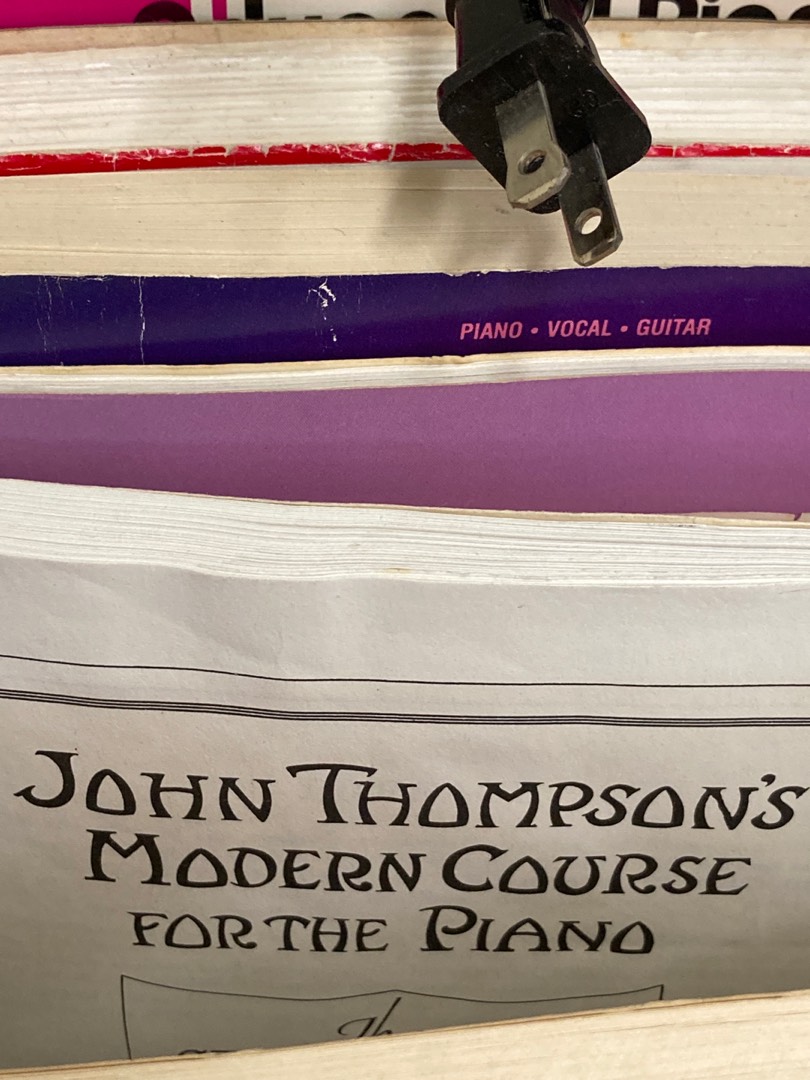 PIANO • VOCAL • GUITAR
JOHN THOMPSON'S
MODERN COURSE
FOR THE PIANO